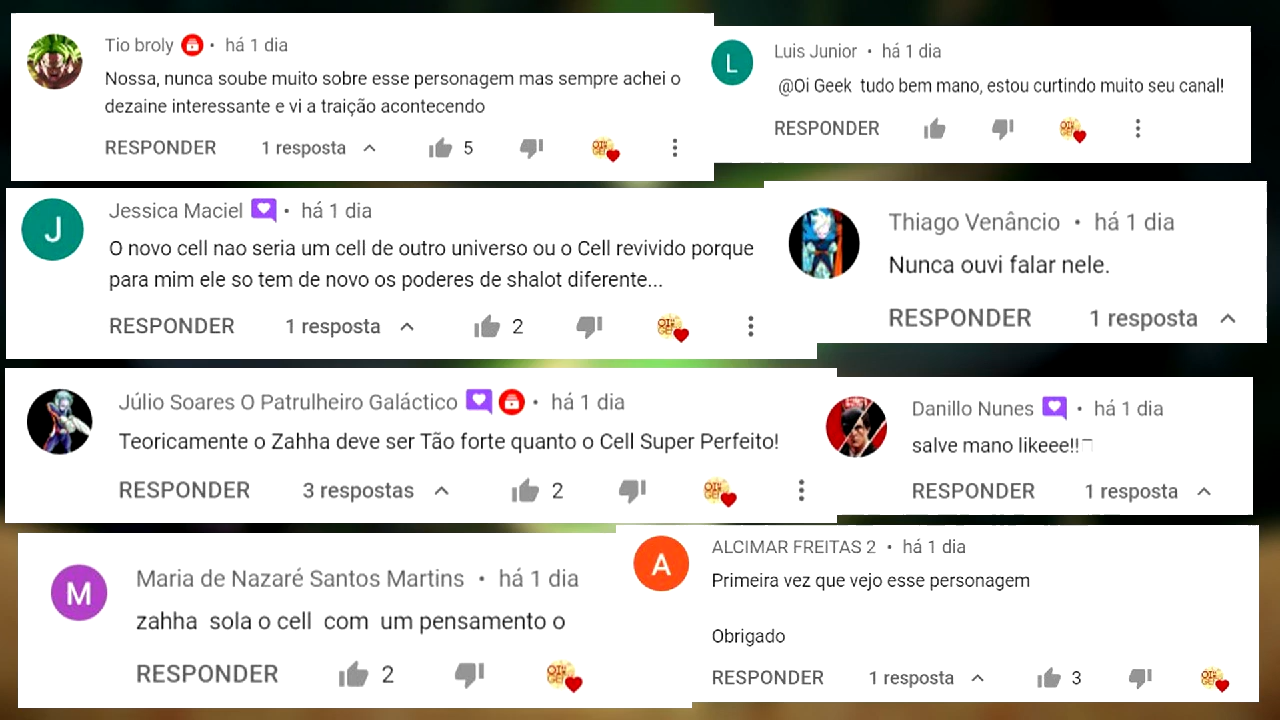 Tio broly • há 1 dia
Nossa, nunca soube muito sobre esse personagem mas sempre achei o
dezaine interessante e vi a traição acontecendo
RESPONDER 1 resposta 5
L
Luis Junior • há 1 dia
@Oi Geek tudo bem mano, estou curtindo muito seu canal!
RESPONDER
J
Jessica Maciel • há 1 dia
O novo cell nao seria um cell de outro universo ou o Cell revivido porque
para mim ele so tem de novo os poderes de shalot diferente...
RESPONDER 1 resposta 2
Thiago Venâncio • há 1 dia
Nunca ouvi falar nele.
RESPONDER 1 resposta
Júlio Soares O Patrulheiro Galáctico • há 1 dia
Teoricamente o Zahha deve ser Tão forte quanto o Cell Super Perfeito!
RESPONDER 3 respostas 2
Danillo Nunes • há 1 dia
salve mano likeee!!
RESPONDER 1 resposta
M
Maria de Nazaré Santos Martins • há 1 dia
zahha sola o cell com um pensamento o
RESPONDER 2
A
ALCIMAR FREITAS 2 • há 1 dia
Primeira vez que vejo esse personagem
Obrigado
RESPONDER 1 resposta 3